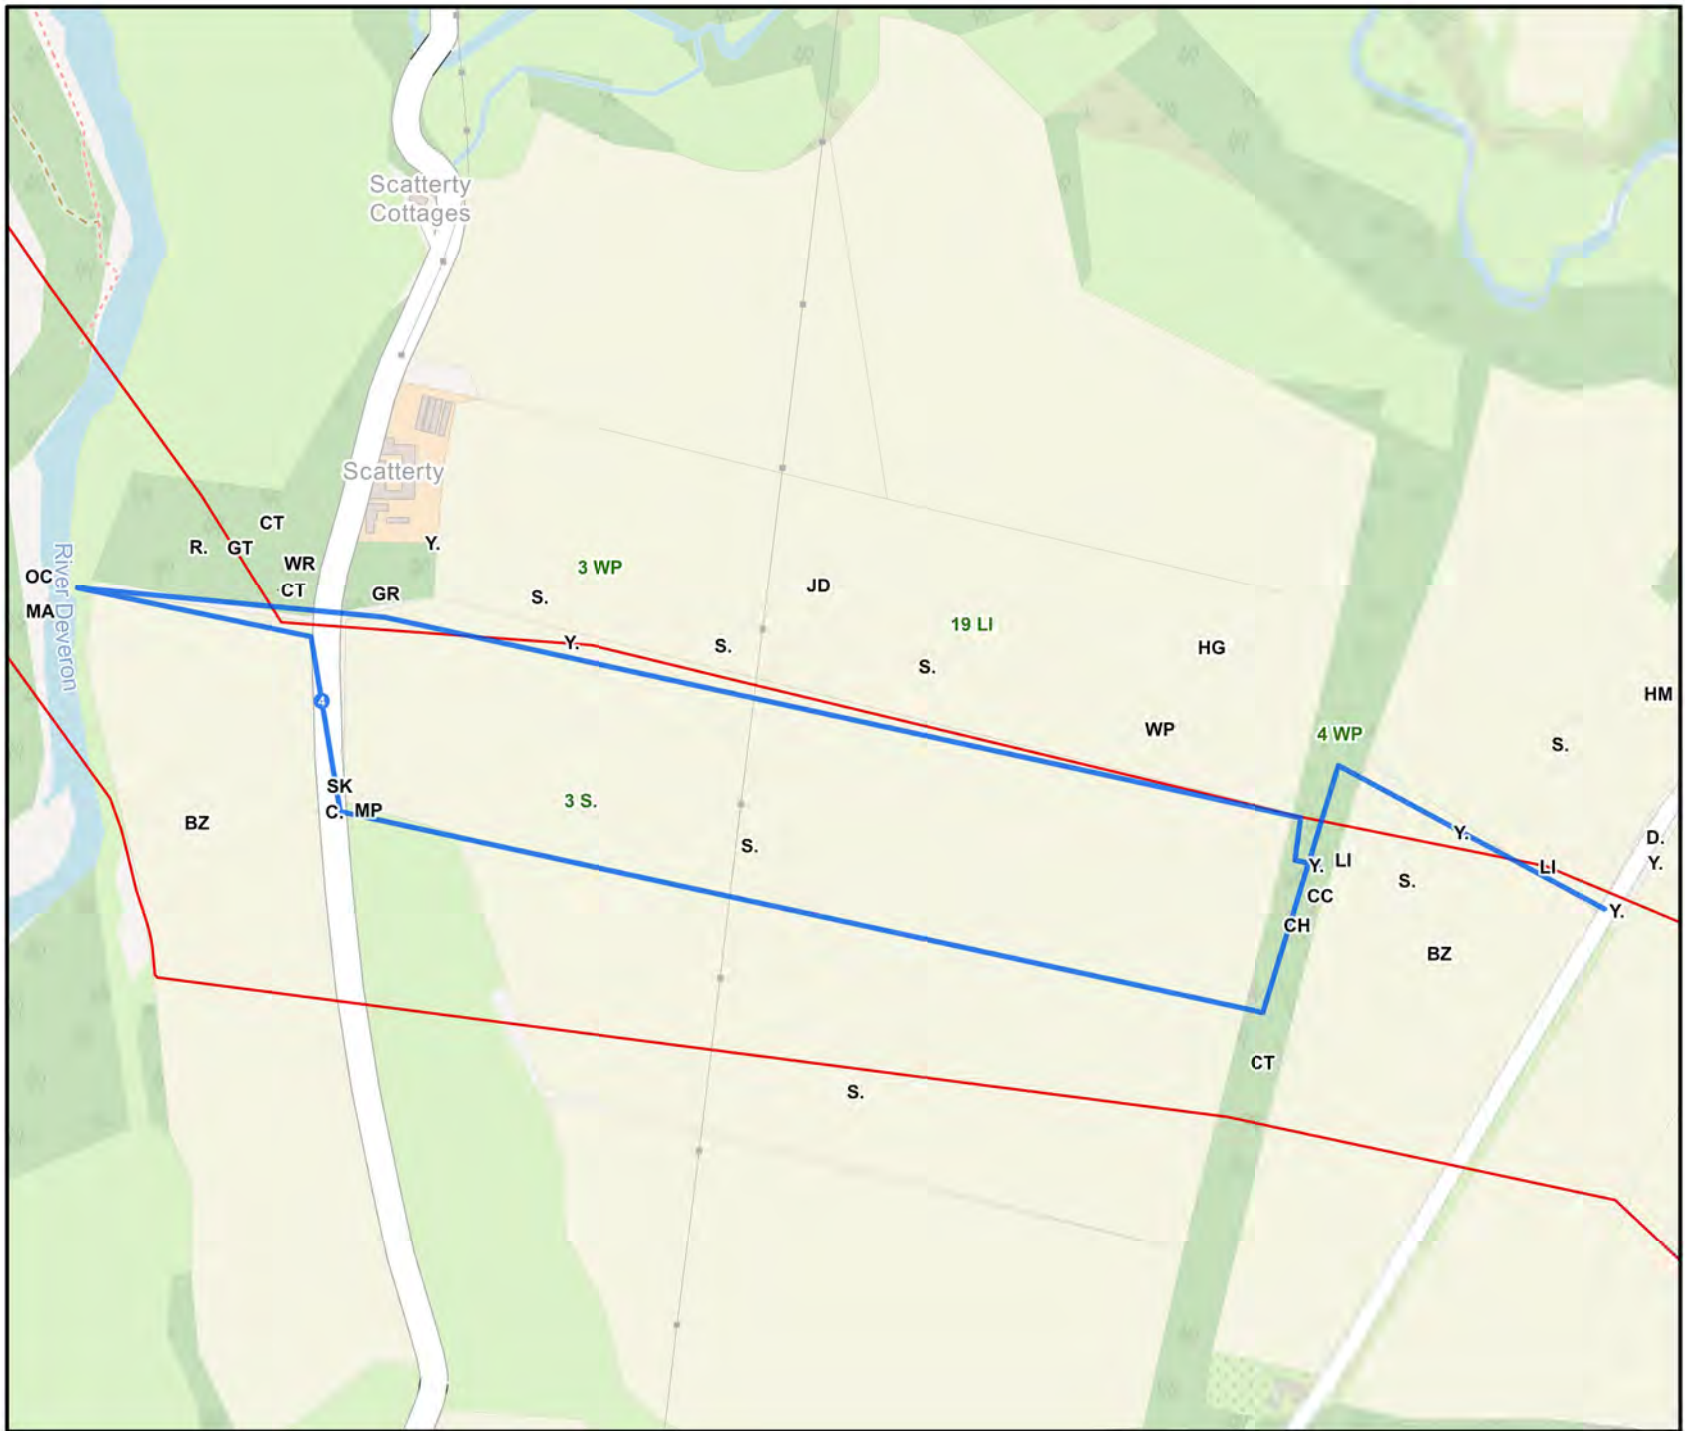 Scatterty
Cottages
Scatterty
CT
R.
GT
Y.
WR
3 WP
OC
CT
GR
S.
JD
MA
River Deveron
19 LI
Y.
S.
S.
HG
HM
WP
4 WP
S.
4
SK
C.
MP
3 S.
BZ
S.
Y.
D.
Y.
LI
Y.
LI
S.
CC
CH
Y.
BZ
CT
S.